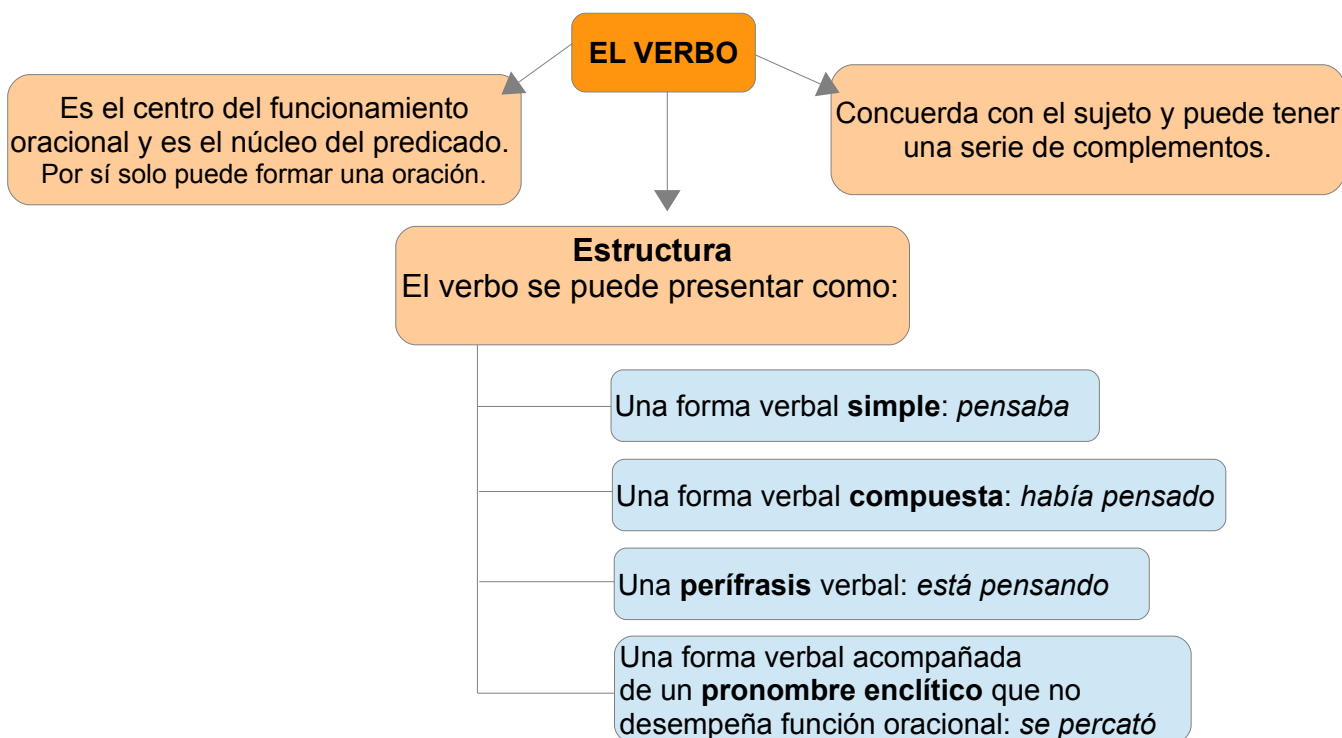 EL VERBO
Es el centro del funcionamiento
oracional y es el núcleo del predicado.
Por sí solo puede formar una oración.
Concuerda con el sujeto y puede tener
una serie de complementos.
Estructura
El verbo se puede presentar como:
Una forma verbal simple: pensaba
Una forma verbal compuesta: había pensado
Una perífrasis verbal: está pensando
Una forma verbal acompañada
de un pronombre enclítico que no
desempeña función oracional: se percató